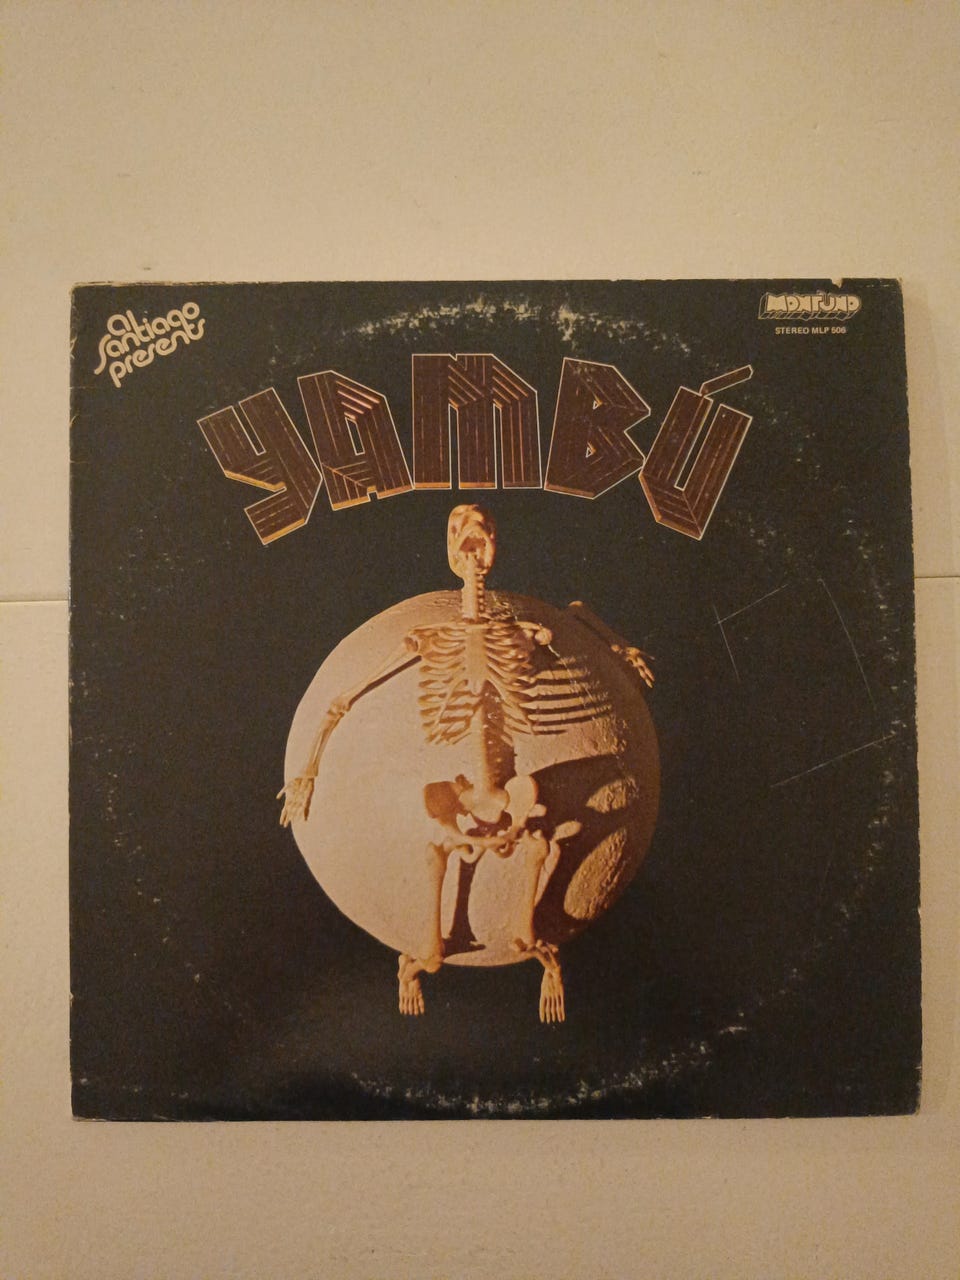 al
santiago
presents
MONTUNO
STEREO MLP 506
YAMBÚ